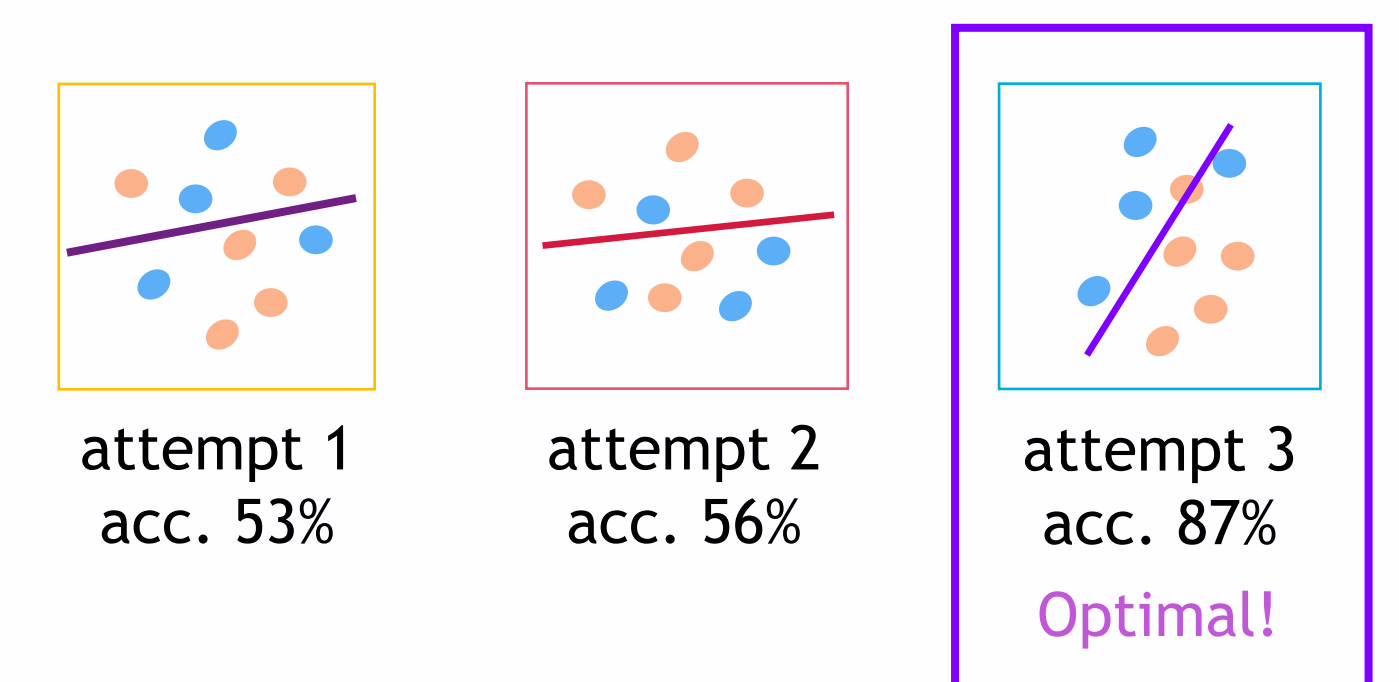 attempt 1
acc. 53%
attempt 2
acc. 56%
attempt 3
acc. 87%
Optimal!